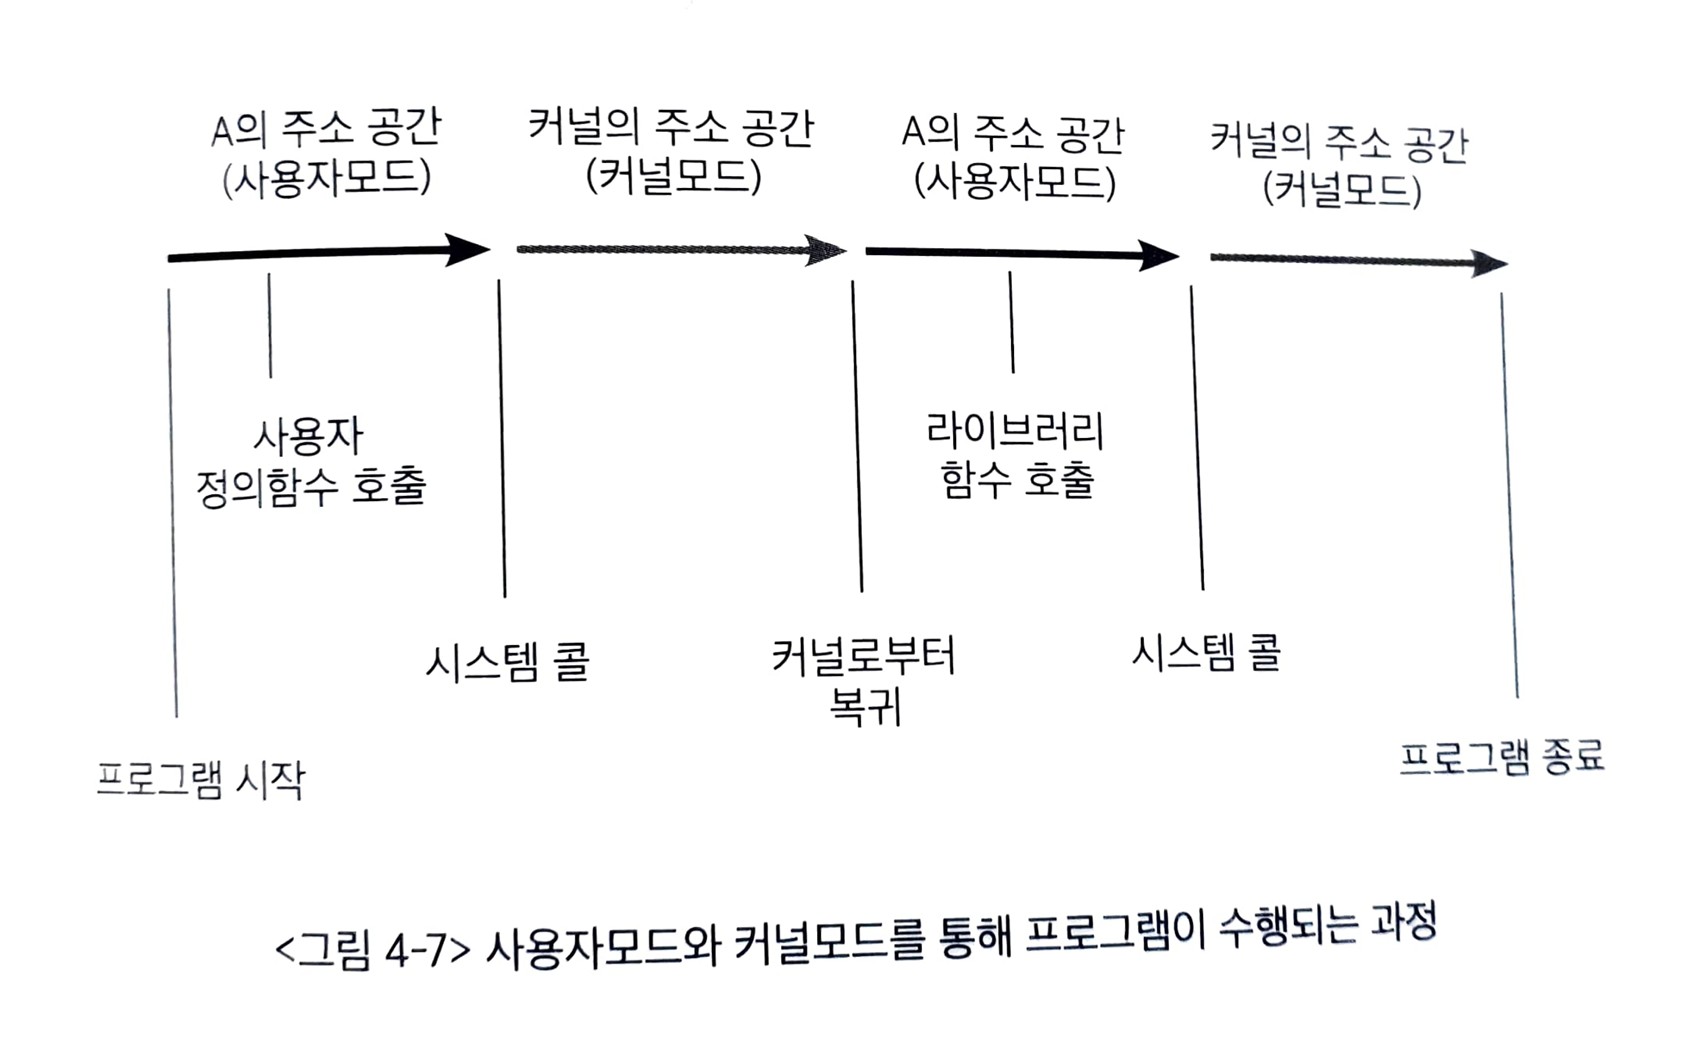 A의 주소 공간
(사용자모드)
커널의 주소 공간
(커널모드)
A의 주소 공간
(사용자모드)
커널의 주소 공간
(커널모드)
사용자
정의함수 호출
라이브러리
함수 호출
시스템 콜
커널로부터
복귀
시스템 콜
프로그램 시작
프로그램 종료
<그림 4-7> 사용자모드와 커널모드를 통해 프로그램이 수행되는 과정